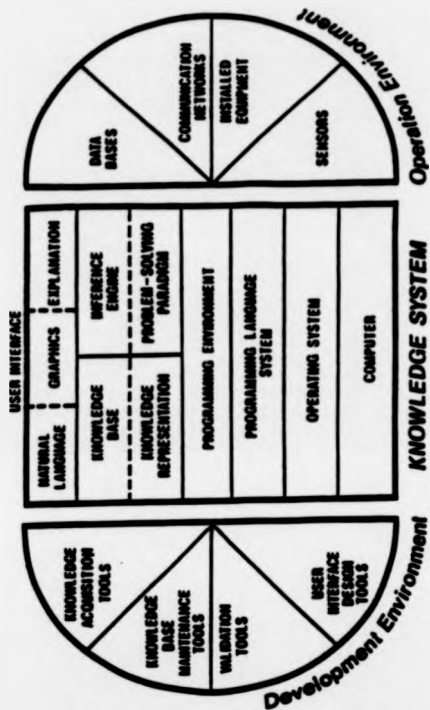 KNOWLEDGE
ACQUISITION
TOOLS
KNOWLEDGE
BASE
MAINTENANCE
TOOLS
VALIDATION
TOOLS
USER
INTERFACE
DESIGN
TOOLS
Development Environment
USER INTERFACE
NATURAL
LANGUAGE
GRAPHICS
EXPLANATION
KNOWLEDGE
BASE
INFERENCE
ENGINE
KNOWLEDGE
REPRESENTATION
PROBLEM-SOLVING
PARADIGM
PROGRAMMING ENVIRONMENT
PROGRAMMING LANGUAGE
SYSTEM
OPERATING SYSTEM
COMPUTER
KNOWLEDGE SYSTEM
DATA
BASES
COMMUNICATION
NETWORKS
INSTALLED
EQUIPMENT
SENSORS
Operation Environment